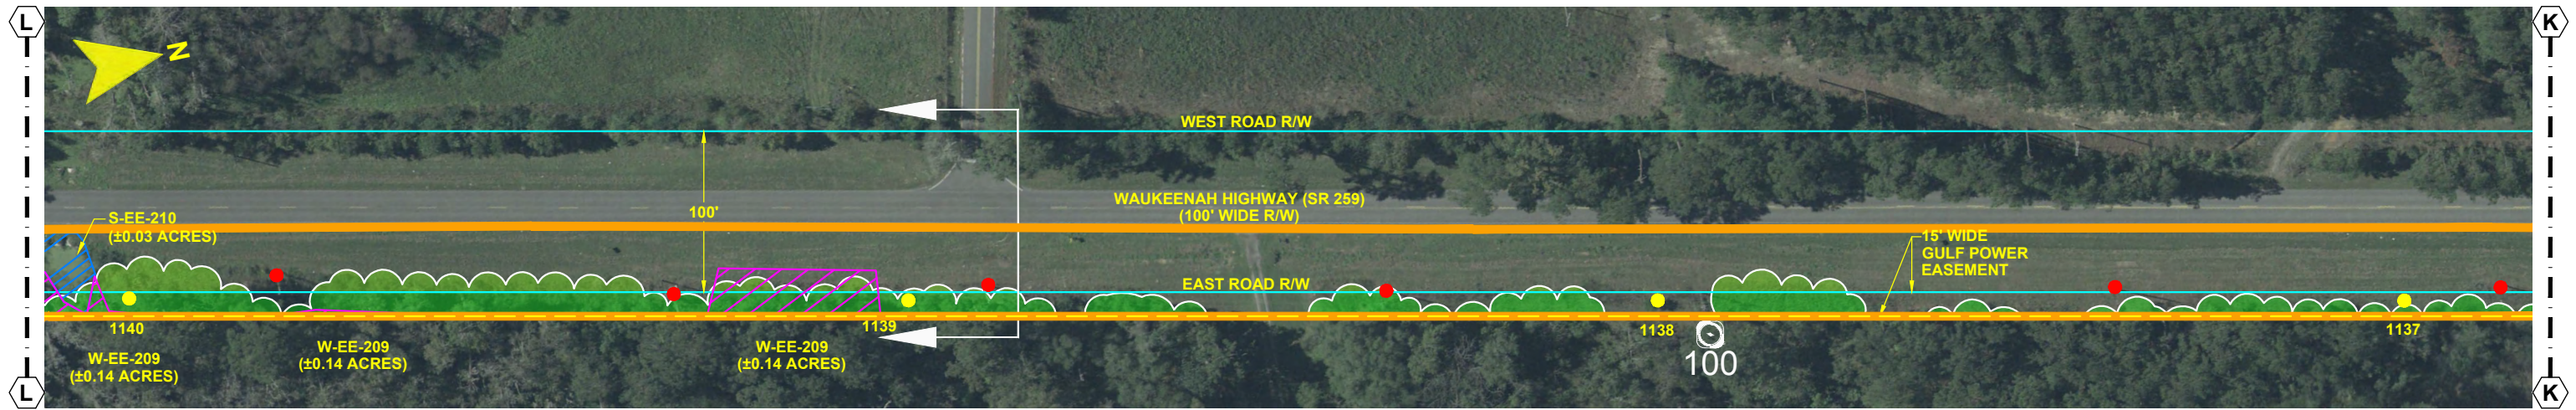 L
K
N
WEST ROAD R/W
WAUKEENAH HIGHWAY (SR 259)
(100' WIDE R/W)
100'
S-EE-210
(±0.03 ACRES)
15' WIDE
GULF POWER
EASEMENT
EAST ROAD R/W
1140
1139
1138
1137
W-EE-209
(±0.14 ACRES)
W-EE-209
(±0.14 ACRES)
W-EE-209
(±0.14 ACRES)
100
L
K